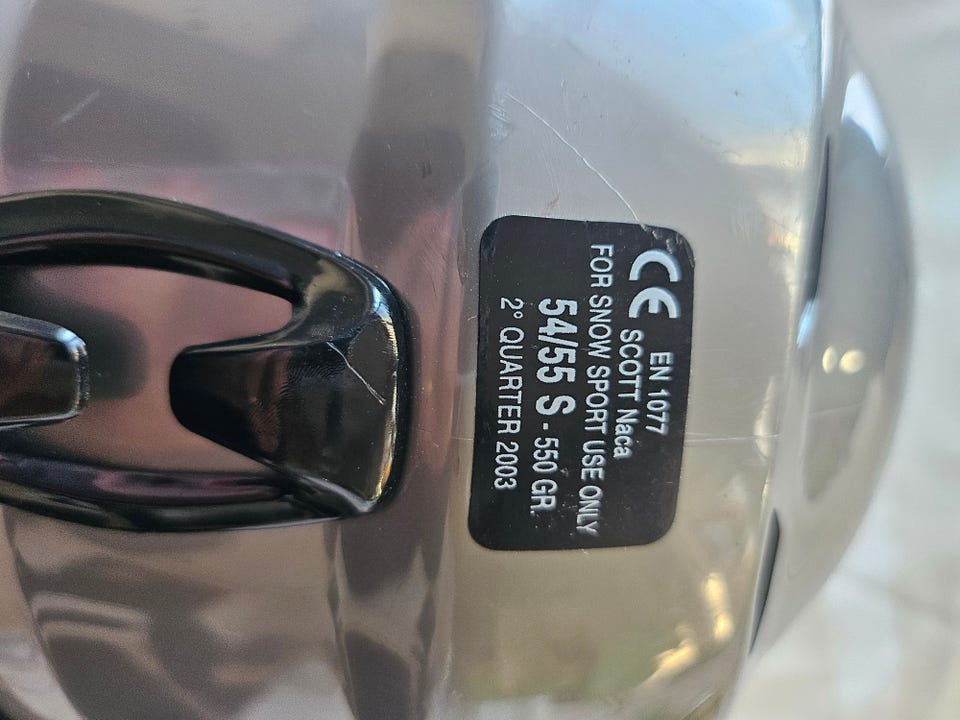 CE EN 1077
SCOTT Naca
FOR SNOW SPORT USE ONLY
54/55 S - 550 GR.
2° QUARTER 2003